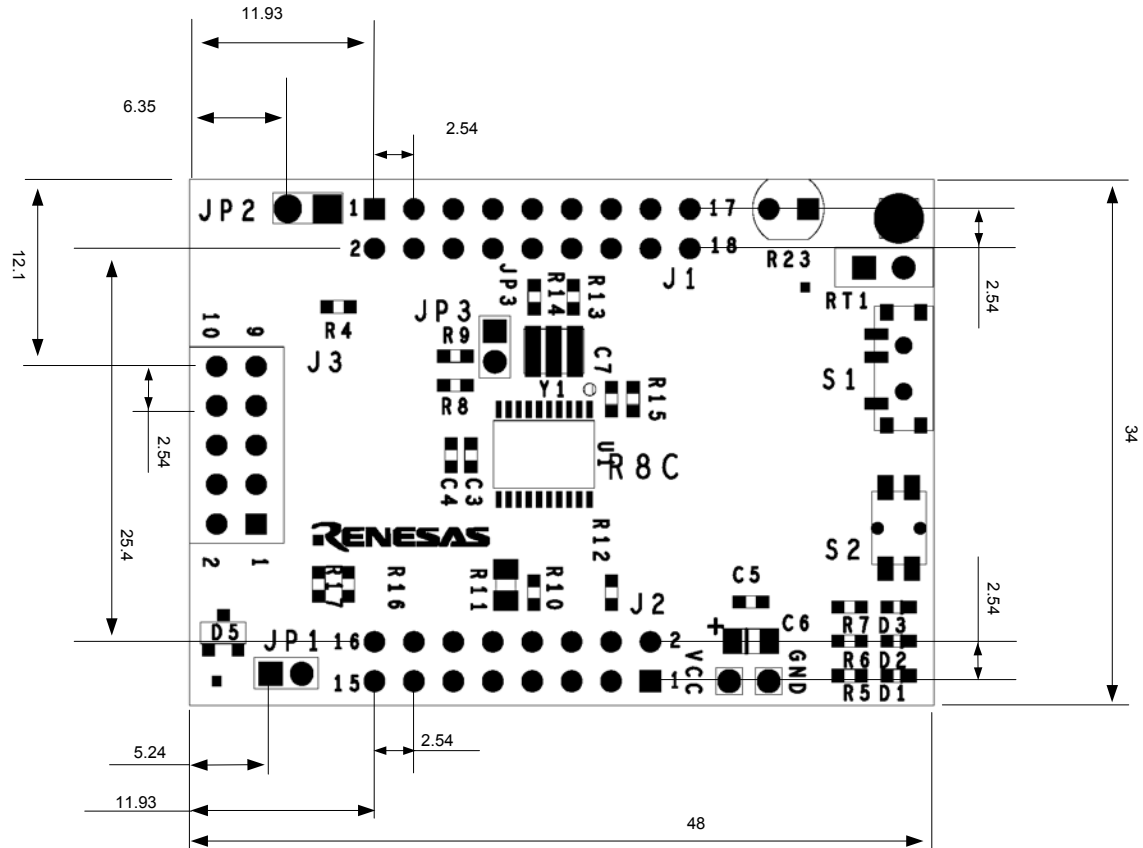 11.93
6.35
2.54
JP2 1 17
2 18
J1
R23
RT1
12.1
2.54
R4
JP3
JP3
R14
R13
10 9
J3
R9
R8
Y1
C7
R15
S1
34
2.54
U1
R8C
C4
C3
RENESAS
R12
S2
25.4
2 1
R17
R16
R11
R10
J2
C5
2.54
D5
JP1 16 2
+
C6
R7 D3
R6 D2
15 1
VCC
GND
R5 D1
5.24
2.54
11.93
48